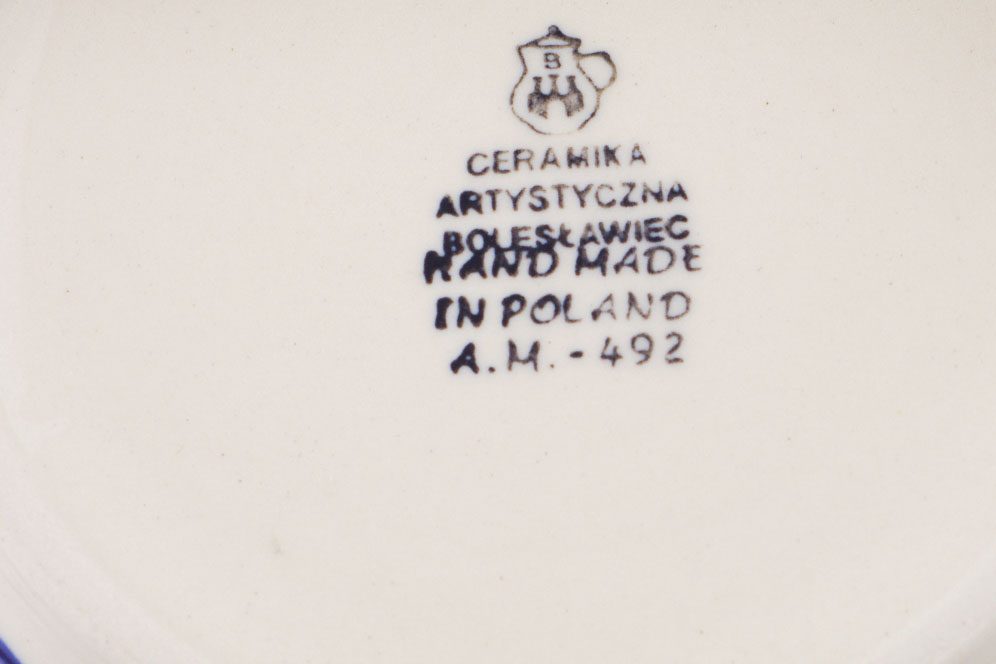 B
CERAMIKA
ARTYSTYCZNA
BOLESŁAWIEC
HAND MADE
IN POLAND
A.M. - 492